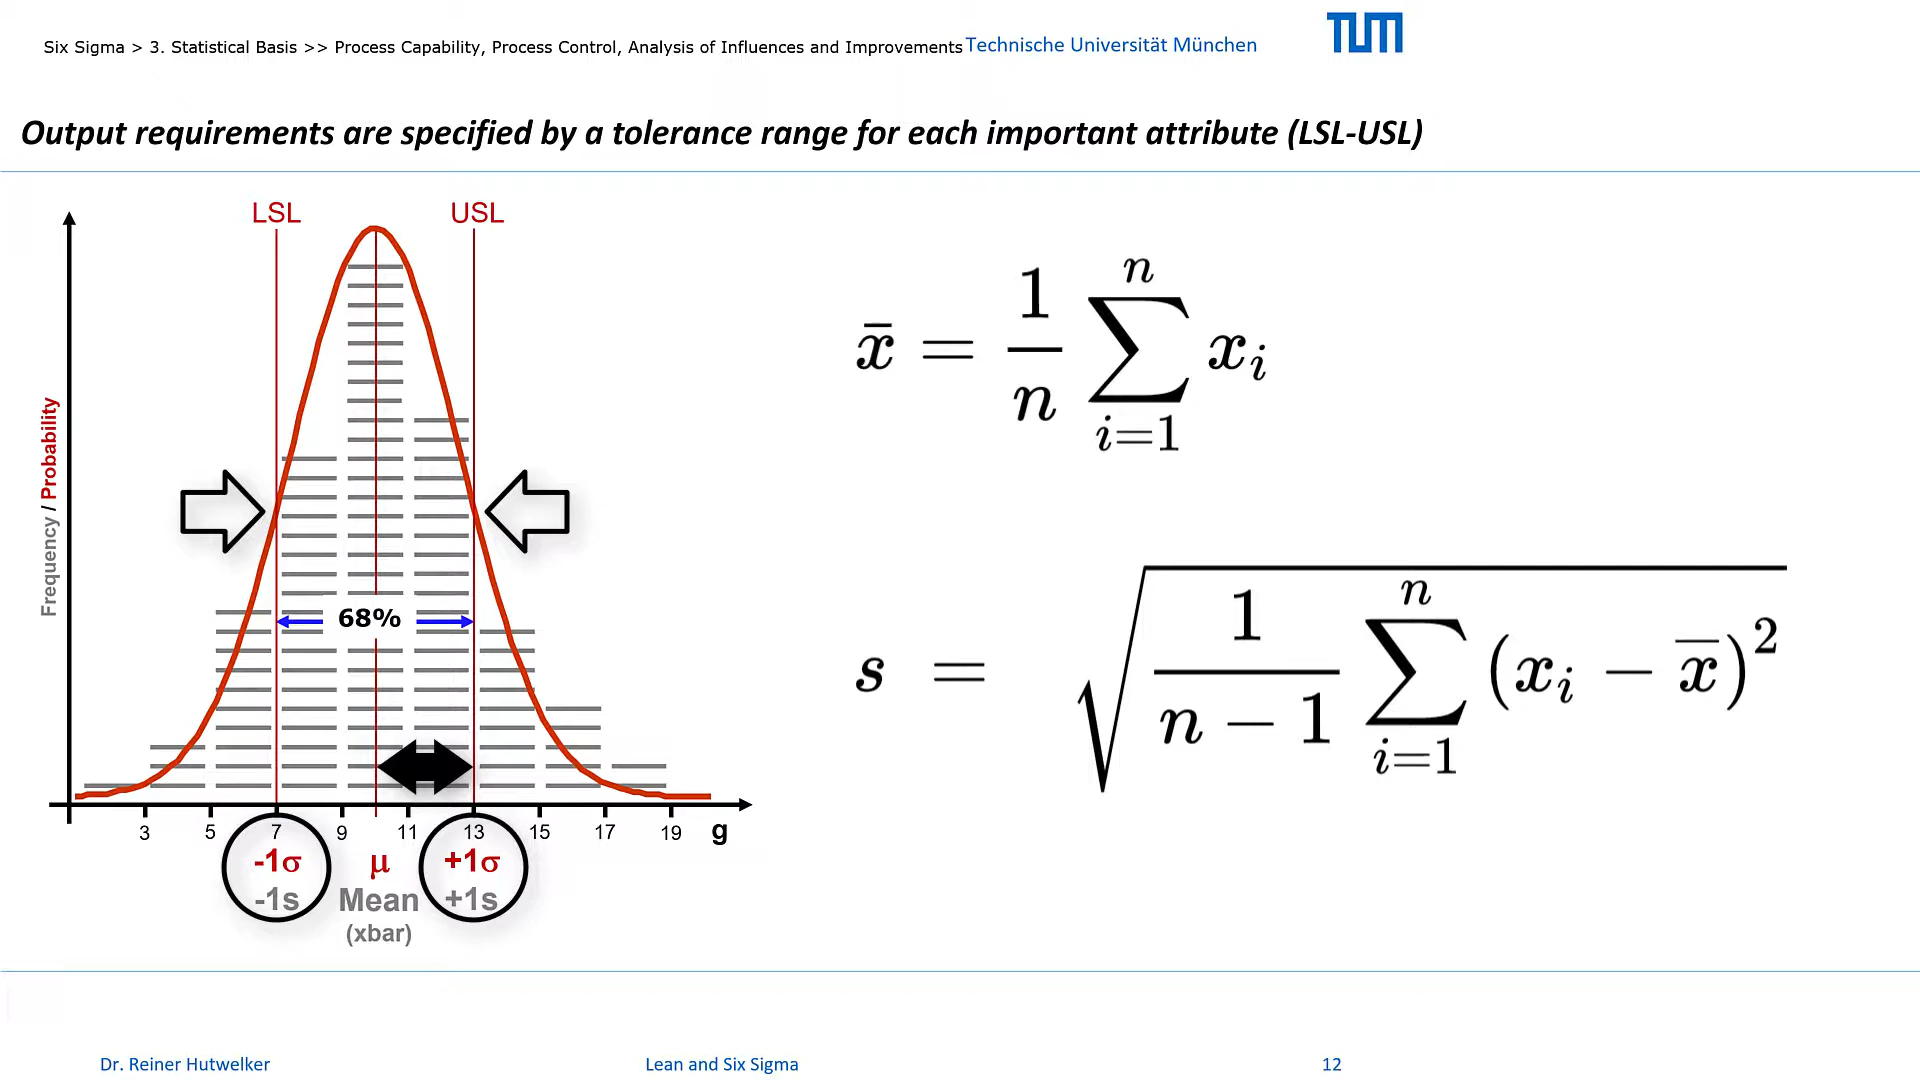 Six Sigma > 3. Statistical Basis >> Process Capability, Process Control, Analysis of Influences and Improvements
Technische Universität München
TUM
Output requirements are specified by a tolerance range for each important attribute (LSL-USL)
LSL USL
Frequency / Probability
68%
3 5 7 9 11 13 15 17 19 g
-1σ μ +1σ
-1s Mean +1s
(xbar)
x̄ = 1/n ∑_{i=1}^{n} x_i
s = √(1/(n − 1) ∑_{i=1}^{n} (x_i − x̄)²)
Dr. Reiner Hutwelker
Lean and Six Sigma
12